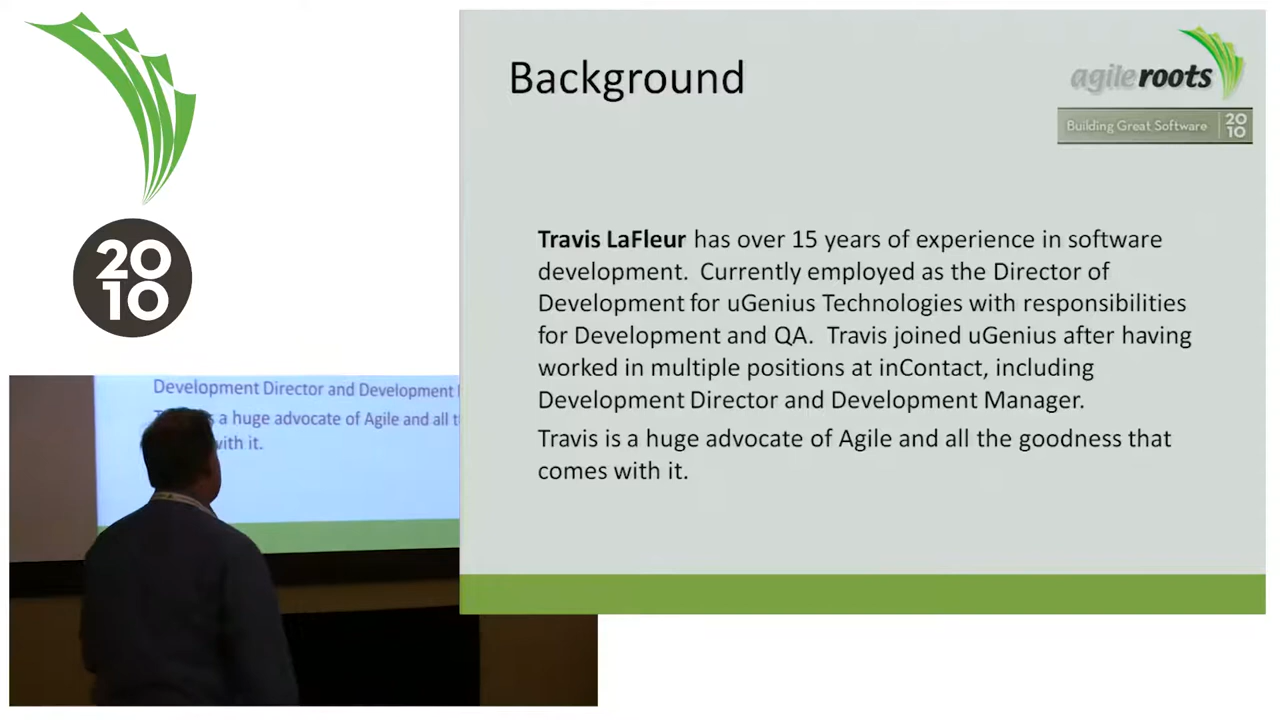 20
10
Background
agileroots
Building Great Software 20
10
Travis LaFleur has over 15 years of experience in software
development. Currently employed as the Director of
Development for uGenius Technologies with responsibilities
for Development and QA. Travis joined uGenius after having
worked in multiple positions at inContact, including
Development Director and Development Manager.
Travis is a huge advocate of Agile and all the goodness that
comes with it.
Development Director and Development
a huge advocate of Agile and all
with it.